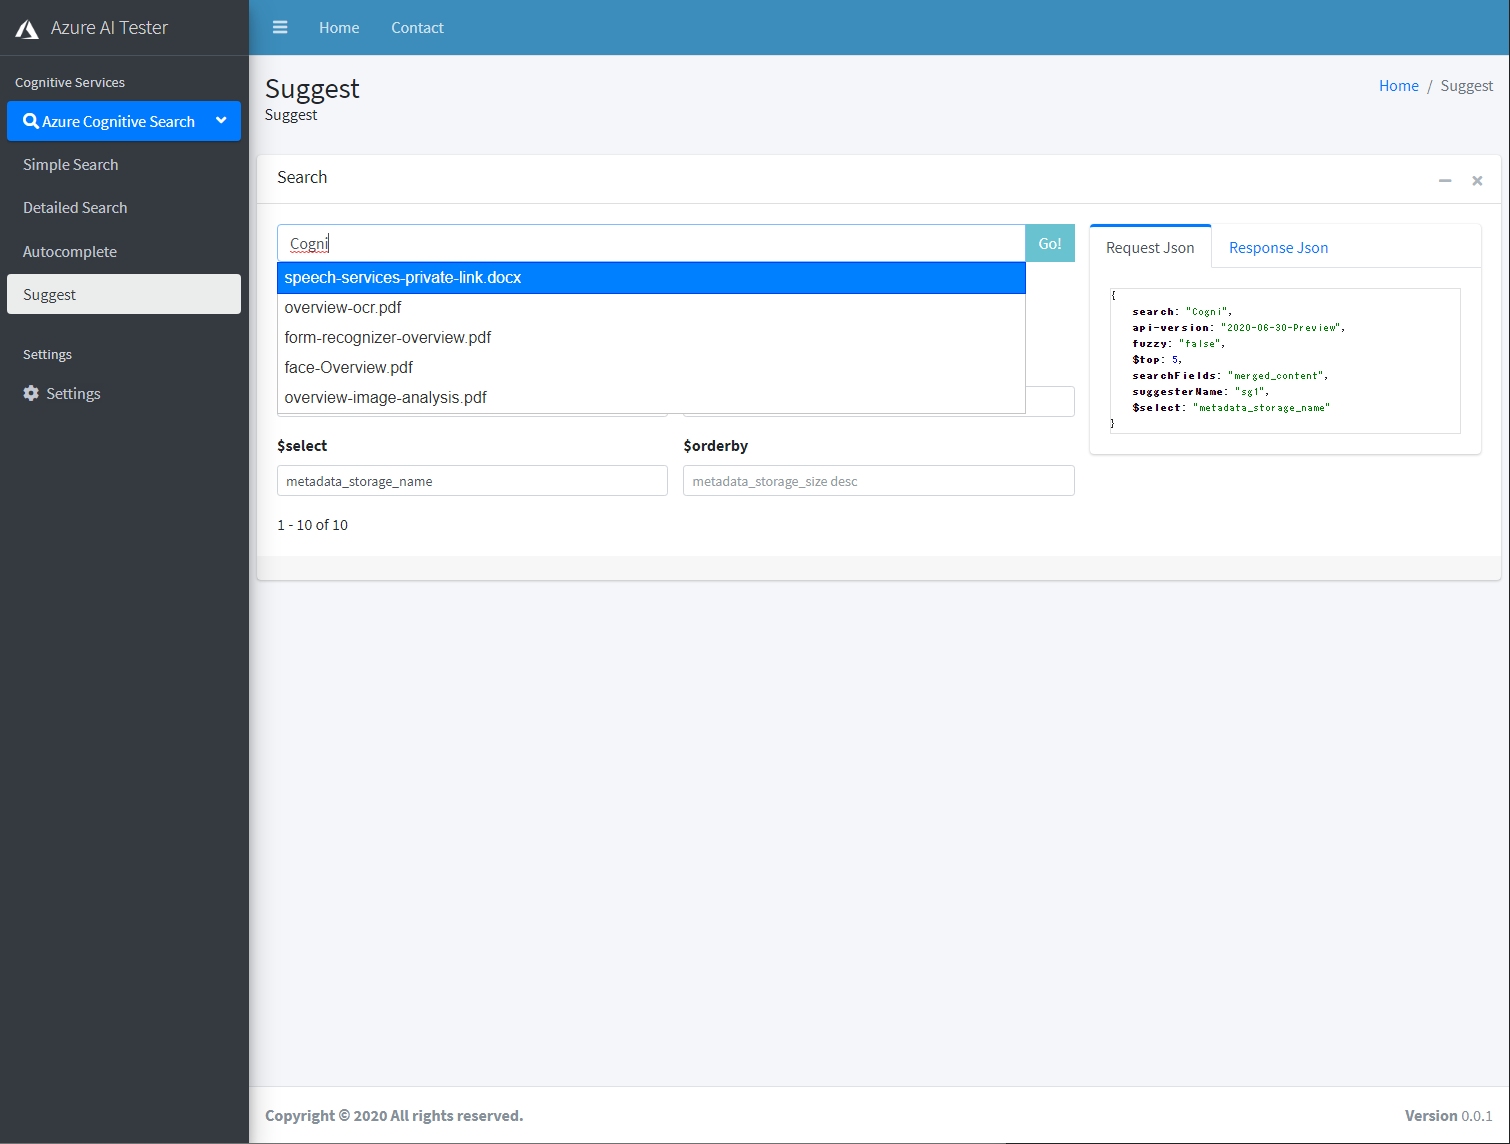 Azure AI Tester
Home
Contact
Cognitive Services
Azure Cognitive Search
Simple Search
Detailed Search
Autocomplete
Suggest
Settings
Settings
Suggest
Suggest
Home / Suggest
Search
Cogni
Go!
speech-services-private-link.docx
overview-ocr.pdf
form-recognizer-overview.pdf
face-Overview.pdf
overview-image-analysis.pdf
$select
$orderby
metadata_storage_name
metadata_storage_size desc
1 - 10 of 10
Request Json
Response Json
{
search: "Cogni",
api-version: "2020-06-30-Preview",
fuzzy: "false",
$top: 5,
searchFields: "merged_content",
suggesterName: "sg1",
$select: "metadata_storage_name"
}
Copyright © 2020 All rights reserved.
Version 0.0.1